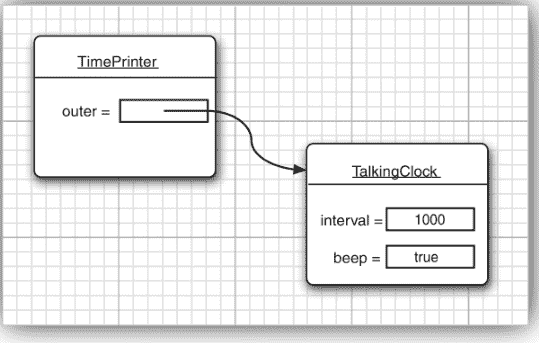 TimePrinter
outer =
TalkingClock
interval = 1000
beep = true